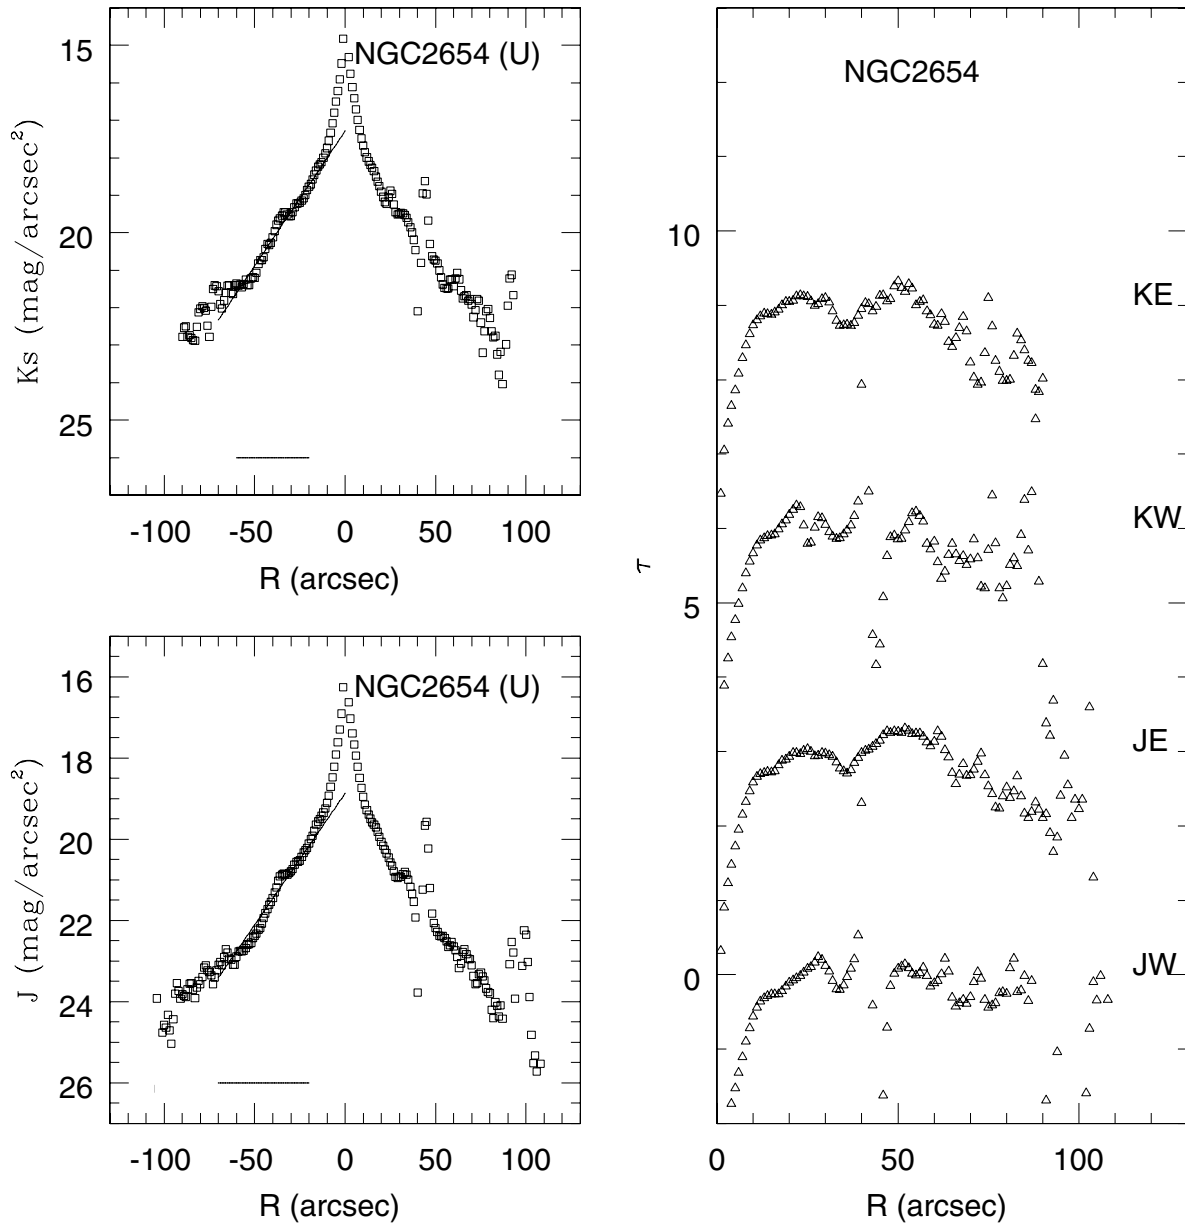 NGC2654 (U)
15
20
25
Ks (mag/arcsec²)
-100 -50 0 50 100
R (arcsec)
NGC2654 (U)
16
18
20
22
24
26
J (mag/arcsec²)
-100 -50 0 50 100
R (arcsec)
NGC2654
10
5
0
τ
KE
KW
JE
JW
0 50 100
R (arcsec)